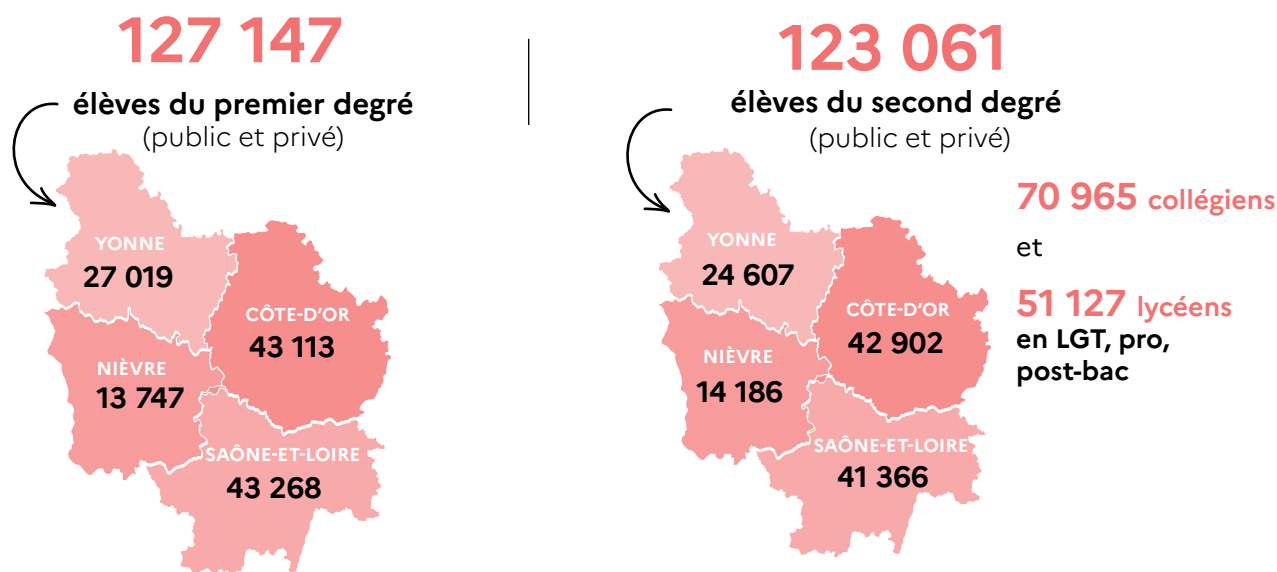 127 147
élèves du premier degré
(public et privé)
YONNE
27 019
CÔTE-D'OR
43 113
NIÈVRE
13 747
SAÔNE-ET-LOIRE
43 268
123 061
élèves du second degré
(public et privé)
YONNE
24 607
CÔTE-D'OR
42 902
NIÈVRE
14 186
SAÔNE-ET-LOIRE
41 366
70 965 collégiens
et
51 127 lycéens
en LGT, pro,
post-bac